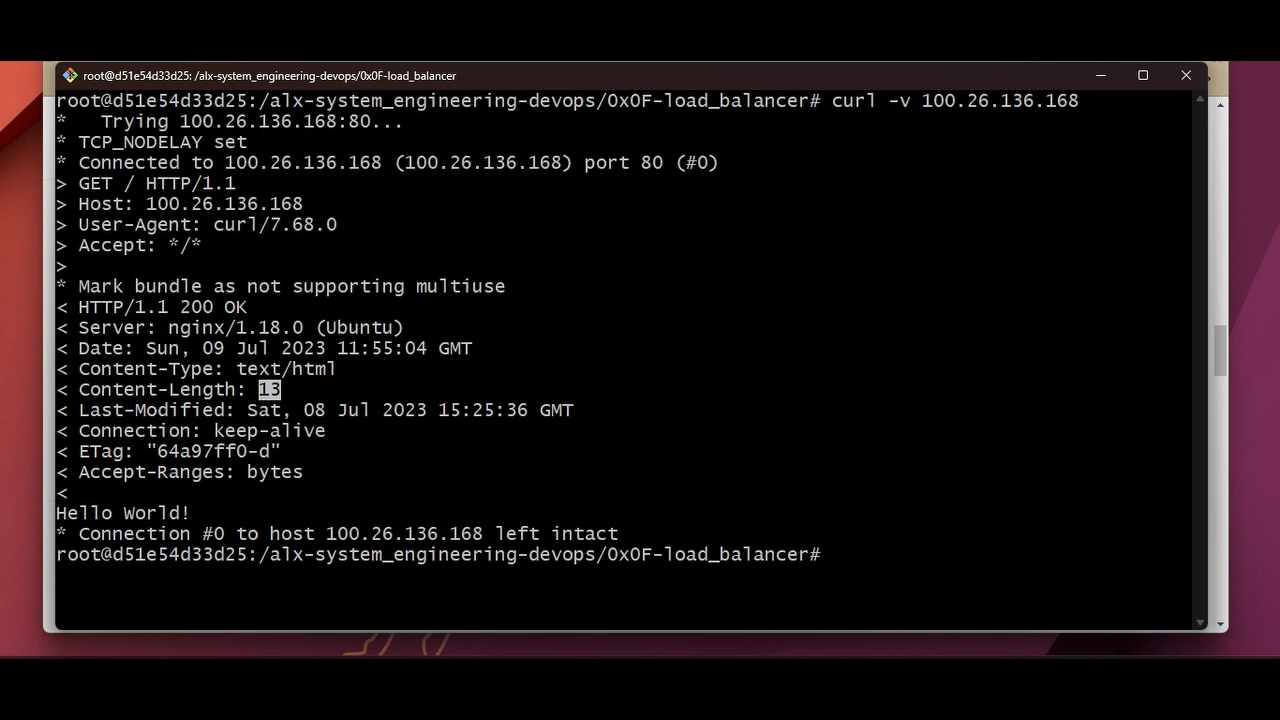 root@d51e54d33d25: /alx-system_engineering-devops/0x0F-load_balancer
root@d51e54d33d25:/alx-system_engineering-devops/0x0F-load_balancer# curl -v 100.26.136.168
*   Trying 100.26.136.168:80...
* TCP_NODELAY set
* Connected to 100.26.136.168 (100.26.136.168) port 80 (#0)
> GET / HTTP/1.1
> Host: 100.26.136.168
> User-Agent: curl/7.68.0
> Accept: */*
>
* Mark bundle as not supporting multiuse
< HTTP/1.1 200 OK
< Server: nginx/1.18.0 (Ubuntu)
< Date: Sun, 09 Jul 2023 11:55:04 GMT
< Content-Type: text/html
< Content-Length: 13
< Last-Modified: Sat, 08 Jul 2023 15:25:36 GMT
< Connection: keep-alive
< ETag: "64a97ff0-d"
< Accept-Ranges: bytes
<
Hello World!
* Connection #0 to host 100.26.136.168 left intact
root@d51e54d33d25:/alx-system_engineering-devops/0x0F-load_balancer#